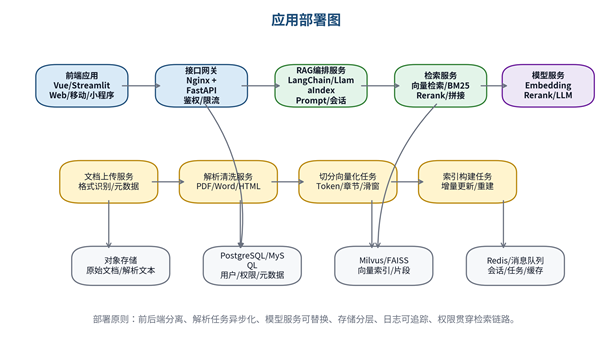 应用部署图
前端应用
Vue/Streamlit
Web/移动/小程序
接口网关
Nginx +
FastAPI
鉴权/限流
RAG编排服务
LangChain/Llam
aIndex
Prompt/会话
检索服务
向量检索/BM25
Rerank/拼接
模型服务
Embedding
Rerank/LLM
文档上传服务
格式识别/元数据
解析清洗服务
PDF/Word/HTML
切分向量化任务
Token/章节/滑窗
索引构建任务
增量更新/重建
对象存储
原始文档/解析文本
PostgreSQL/MyS
QL
用户/权限/元数据
Milvus/FAISS
向量索引/片段
Redis/消息队列
会话/任务/缓存
部署原则：前后端分离、解析任务异步化、模型服务可替换、存储分层、日志可追踪、权限贯穿检索链路。